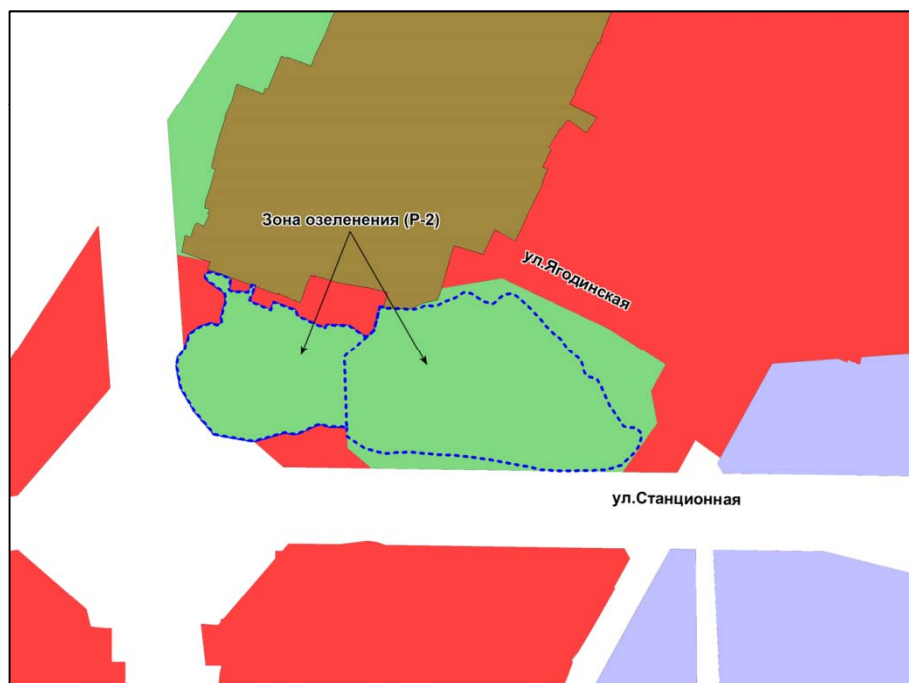 Зона озеленения (Р-2)
ул.Ягодинская
ул.Станционная